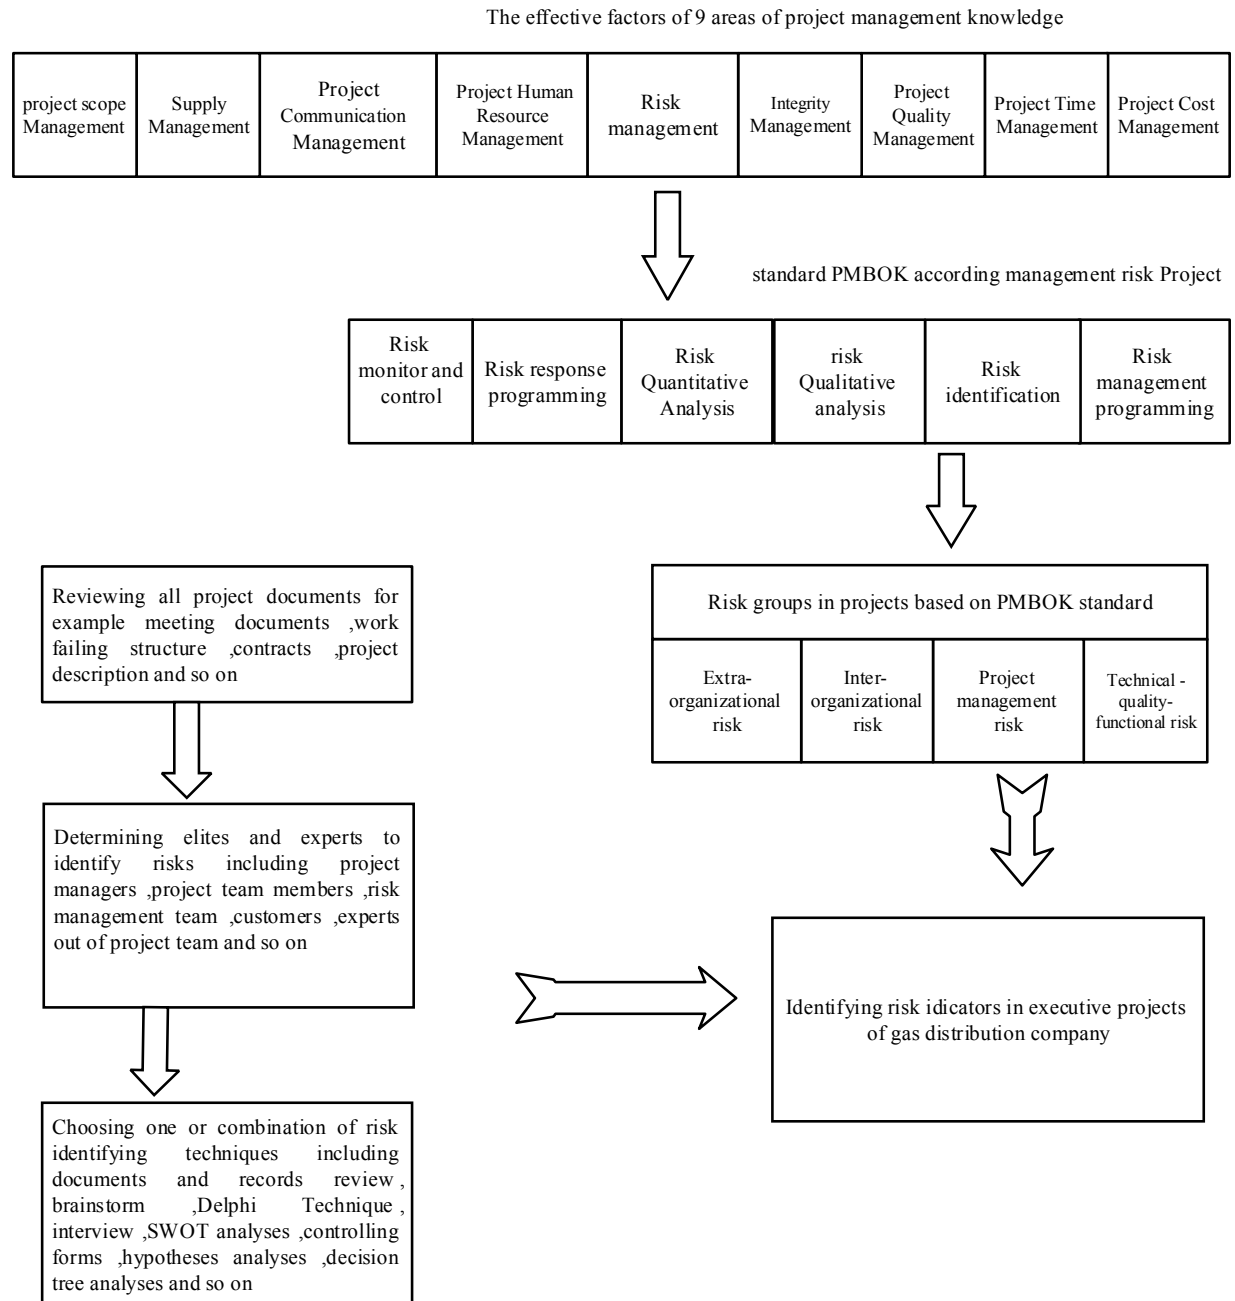 The effective factors of 9 areas of project management knowledge
project scope
Management
Supply
Management
Project
Communication
Management
Project Human
Resource
Management
Risk
management
Integrity
Management
Project
Quality
Management
Project Time
Management
Project Cost
Management
standard PMBOK according management risk Project
Risk
monitor and
control
Risk response
programming
Risk
Quantitative
Analysis
risk
Qualitative
analysis
Risk
identification
Risk
management
programming
Risk groups in projects based on PMBOK standard
Extra-
organizational
risk
Inter-
organizational
risk
Project
management
risk
Technical -
quality-
functional risk
Reviewing all project documents for
example meeting documents ,work
failing structure ,contracts ,project
description and so on
Determining elites and experts to
identify risks including project
managers ,project team members ,risk
management team ,customers ,experts
out of project team and so on
Identifying risk idicators in executive projects
of gas distribution company
Choosing one or combination of risk
identifying techniques including
documents and records review ,
brainstorm ,Delphi Technique ,
interview ,SWOT analyses ,controlling
forms ,hypotheses analyses ,decision
tree analyses and so on